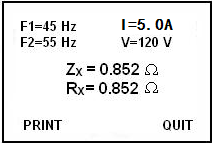 F1=45 Hz I=5.0A
F2=55 Hz V=120 V
Zx = 0.852 Ω
Rx = 0.852 Ω
PRINT QUIT